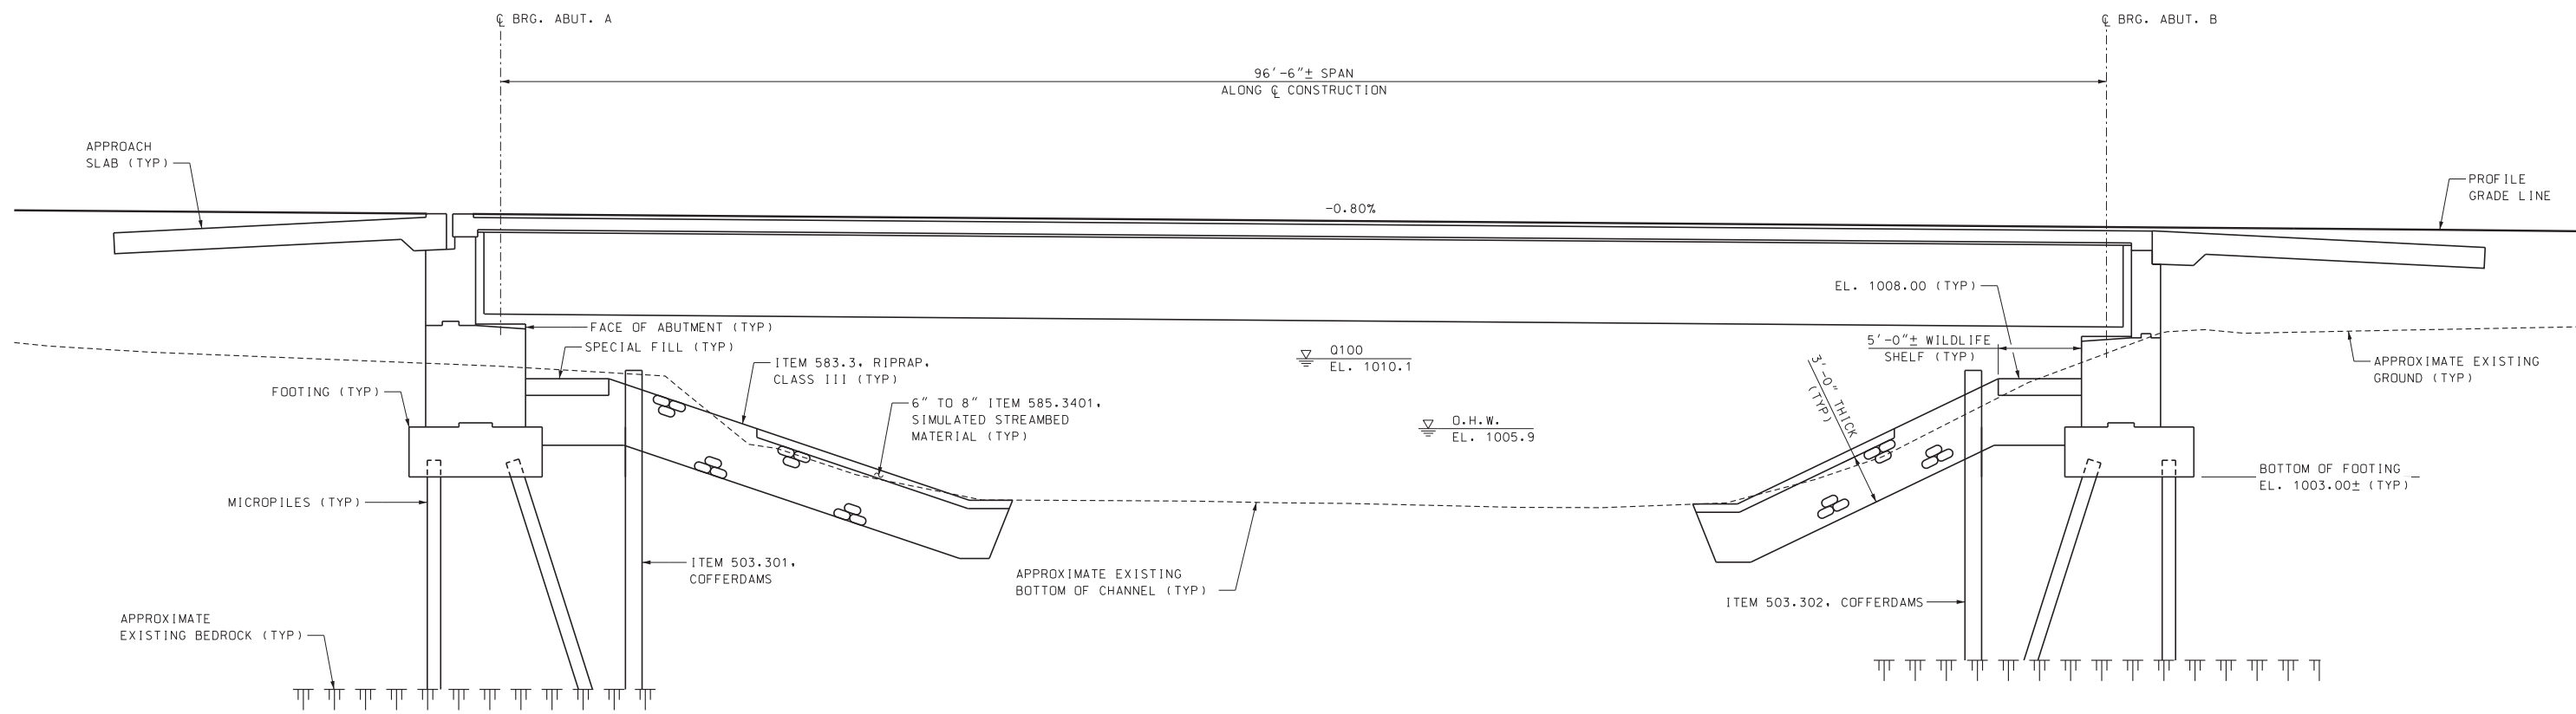 ℄ BRG. ABUT. A
℄ BRG. ABUT. B
96'-6"± SPAN
ALONG ℄ CONSTRUCTION
APPROACH
SLAB (TYP)
PROFILE
GRADE LINE
-0.80%
EL. 1008.00 (TYP)
FACE OF ABUTMENT (TYP)
SPECIAL FILL (TYP)
5'-0"± WILDLIFE
SHELF (TYP)
Q100
EL. 1010.1
ITEM 583.3, RIPRAP,
CLASS III (TYP)
APPROXIMATE EXISTING
GROUND (TYP)
3'-0" THICK
(TYP)
FOOTING (TYP)
6" TO 8" ITEM 585.3401,
SIMULATED STREAMBED
MATERIAL (TYP)
O.H.W.
EL. 1005.9
BOTTOM OF FOOTING
EL. 1003.00± (TYP)
MICROPILES (TYP)
ITEM 503.301,
COFFERDAMS
APPROXIMATE EXISTING
BOTTOM OF CHANNEL (TYP)
ITEM 503.302, COFFERDAMS
APPROXIMATE
EXISTING BEDROCK (TYP)